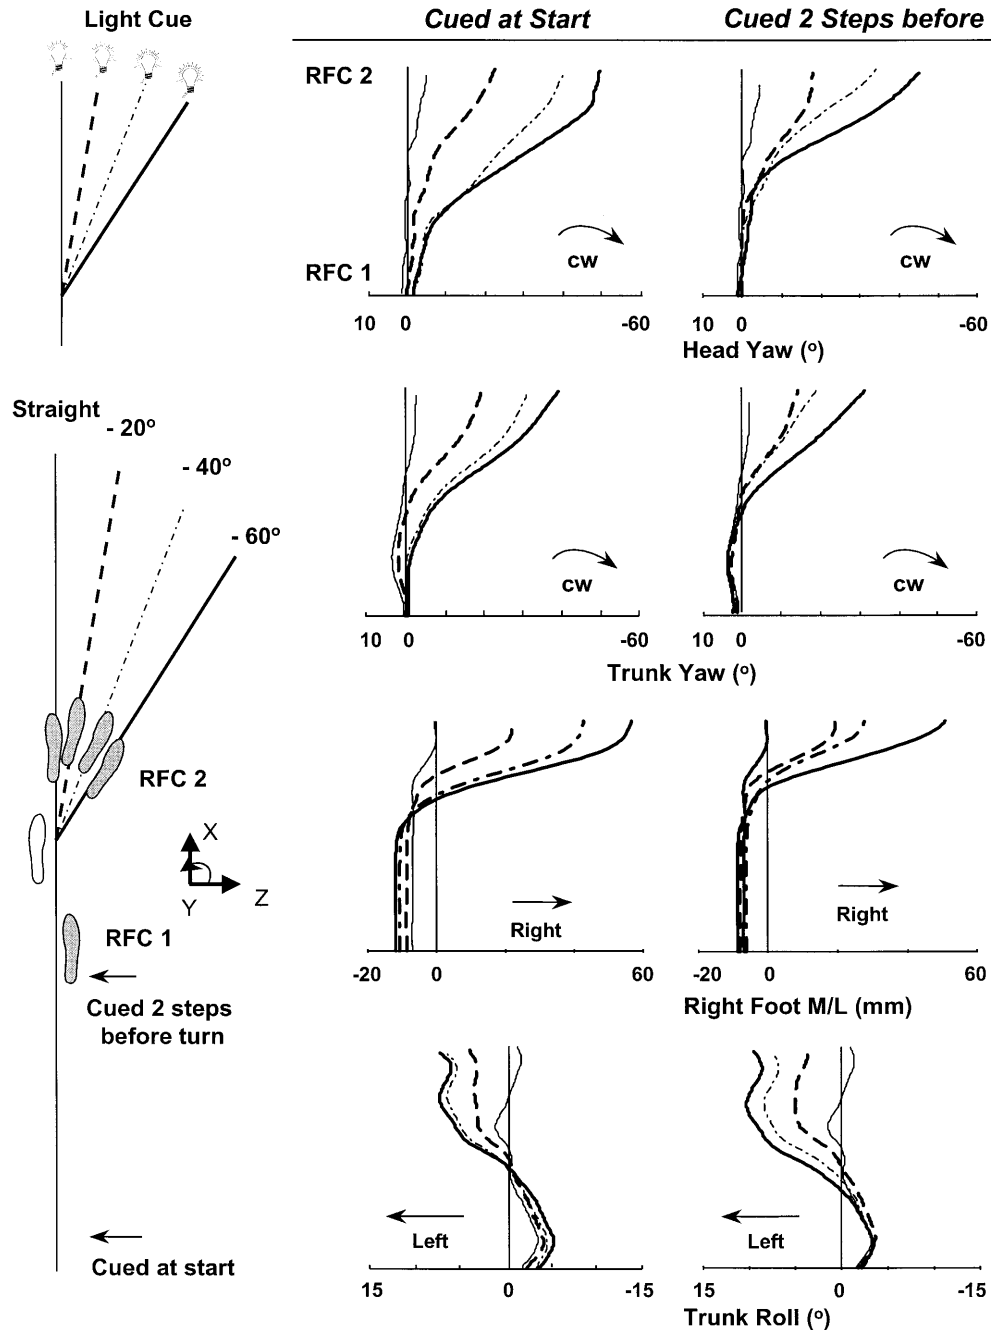 Light Cue
Cued at Start
Cued 2 Steps before
RFC 2
RFC 1
cw
cw
10 0 -60
10 0 -60
Head Yaw (º)
Straight
- 20º
- 40º
- 60º
cw
cw
10 0 -60
10 0 -60
Trunk Yaw (º)
RFC 2
X
Y
Z
RFC 1
Cued 2 steps
before turn
Right
Right
-20 0 60
-20 0 60
Right Foot M/L (mm)
Left
Left
Cued at start
15 0 -15
15 0 -15
Trunk Roll (º)